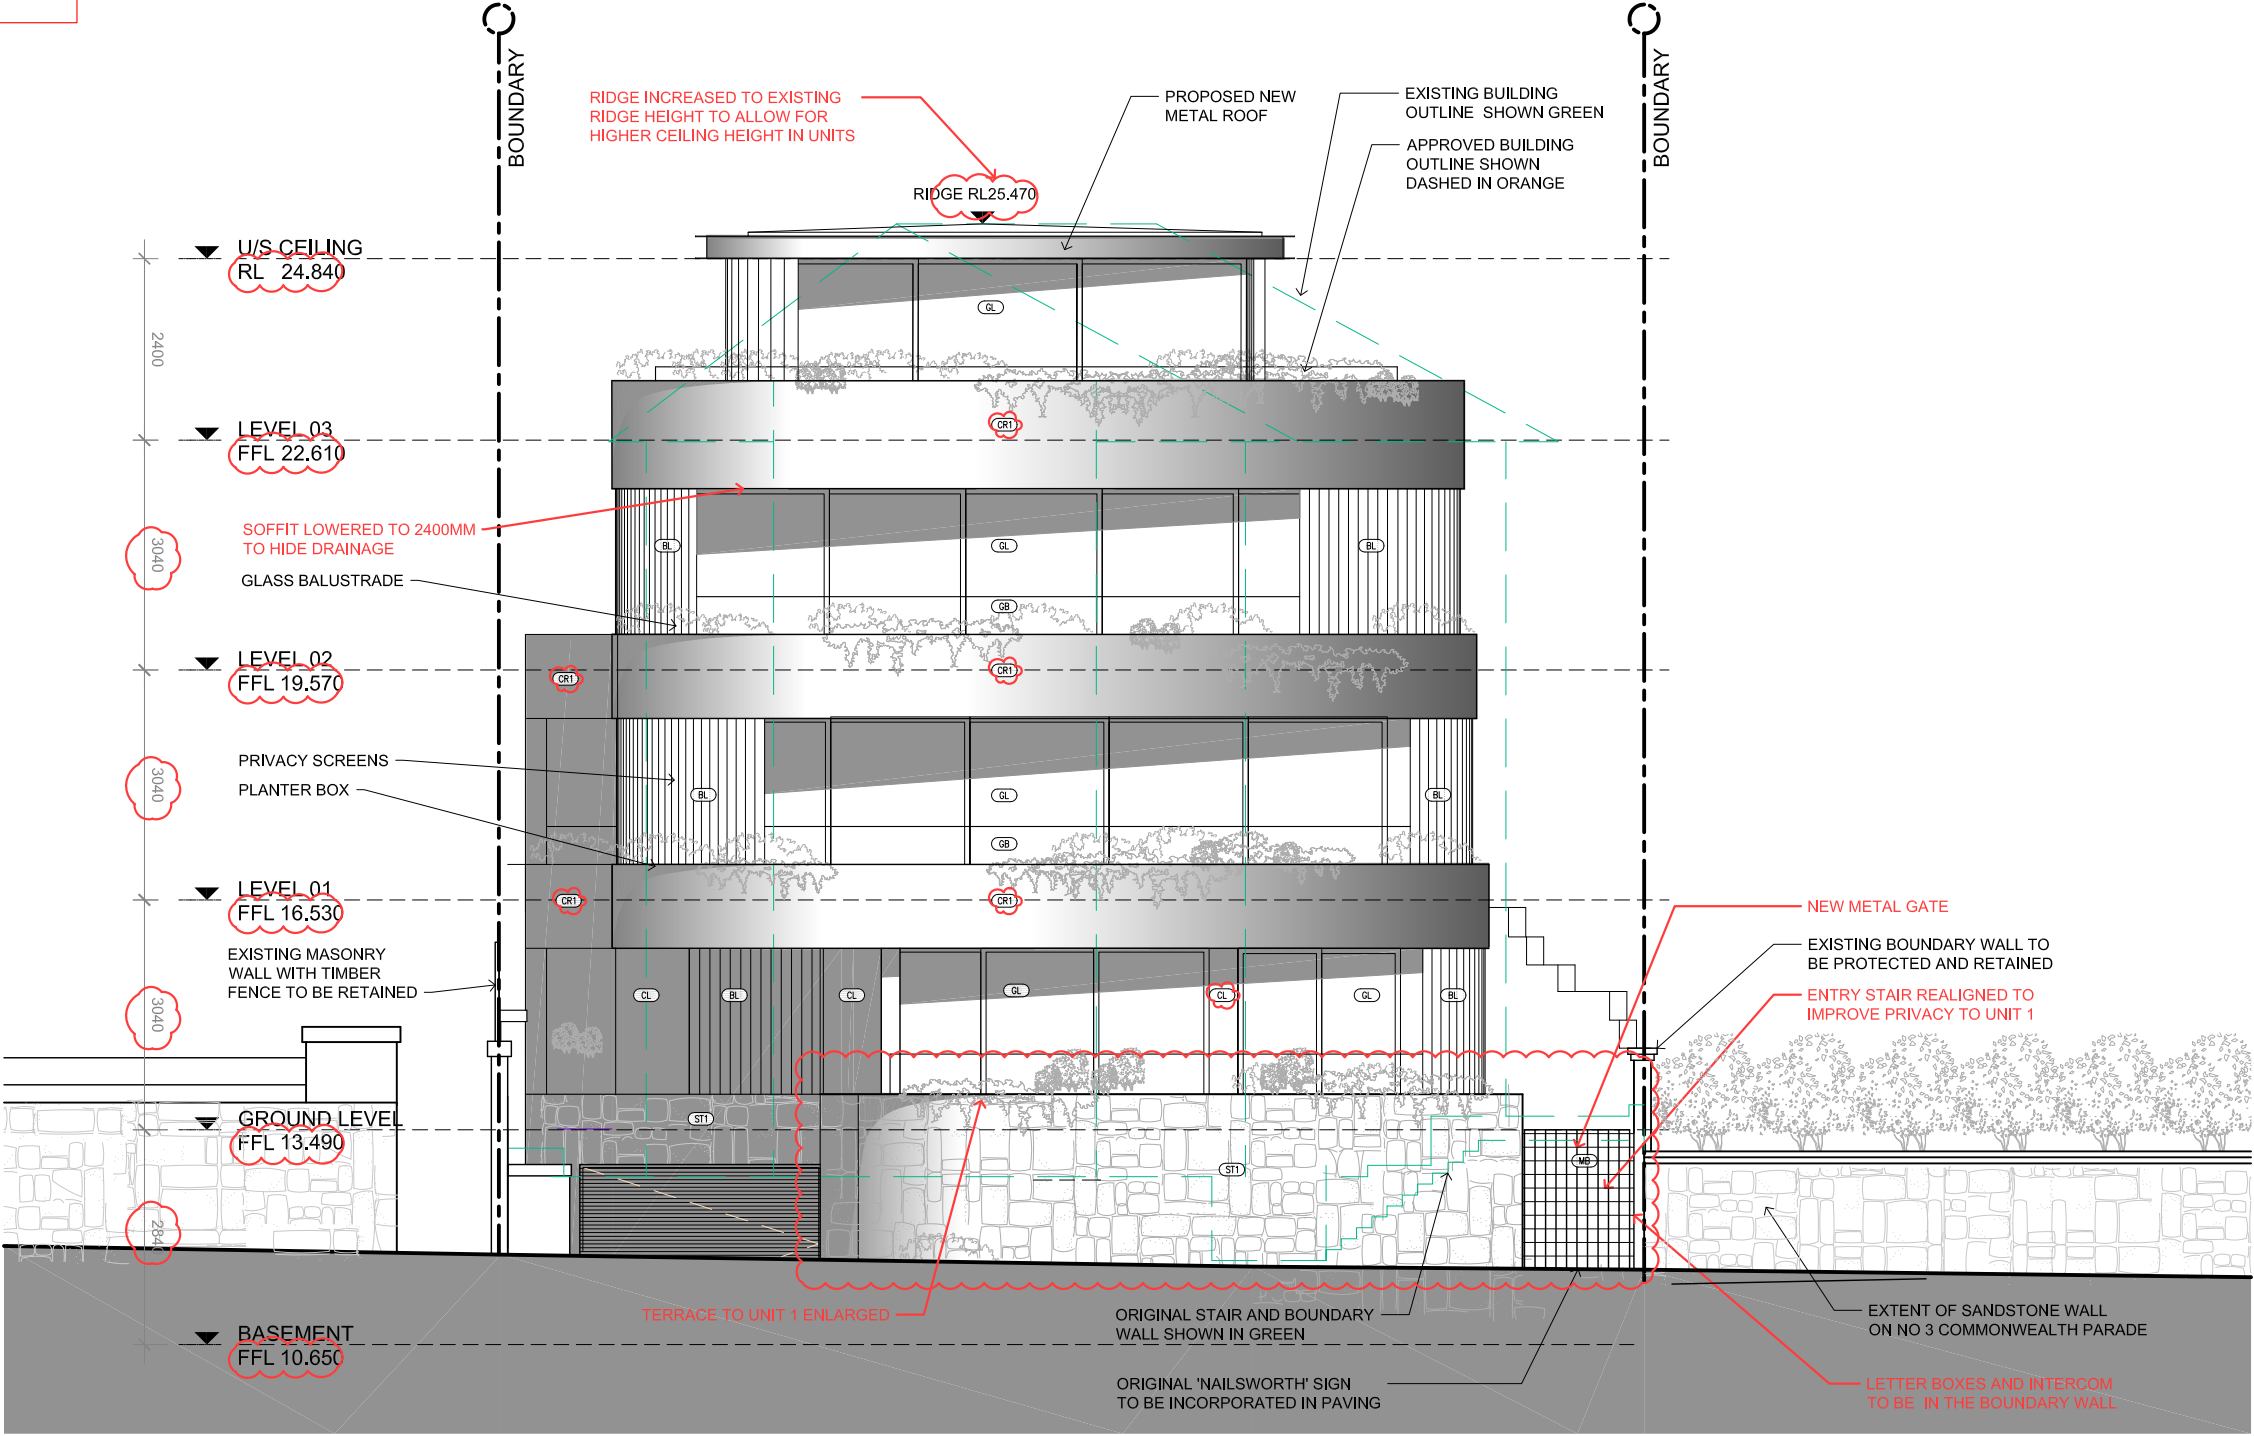 BOUNDARY
BOUNDARY
RIDGE INCREASED TO EXISTING
RIDGE HEIGHT TO ALLOW FOR
HIGHER CEILING HEIGHT IN UNITS
PROPOSED NEW
METAL ROOF
EXISTING BUILDING
OUTLINE SHOWN GREEN
APPROVED BUILDING
OUTLINE SHOWN
DASHED IN ORANGE
RIDGE RL25.470
U/S CEILING
RL 24.840
GL
2400
LEVEL 03
FFL 22.610
CR1
SOFFIT LOWERED TO 2400MM
TO HIDE DRAINAGE
3040
BL
GL
BL
GLASS BALUSTRADE
GB
LEVEL 02
FFL 19.570
CR1
CR1
PRIVACY SCREENS
PLANTER BOX
3040
BL
GL
BL
GB
LEVEL 01
FFL 16.530
CR1
CR1
NEW METAL GATE
EXISTING MASONRY
WALL WITH TIMBER
FENCE TO BE RETAINED
EXISTING BOUNDARY WALL TO
BE PROTECTED AND RETAINED
3040
CL
BL
CL
GL
CL
GL
BL
ENTRY STAIR REALIGNED TO
IMPROVE PRIVACY TO UNIT 1
GROUND LEVEL
FFL 13.490
ST1
ST1
MB
2840
TERRACE TO UNIT 1 ENLARGED
ORIGINAL STAIR AND BOUNDARY
WALL SHOWN IN GREEN
EXTENT OF SANDSTONE WALL
ON NO 3 COMMONWEALTH PARADE
BASEMENT
FFL 10.650
ORIGINAL 'NAILSWORTH' SIGN
TO BE INCORPORATED IN PAVING
LETTER BOXES AND INTERCOM
TO BE IN THE BOUNDARY WALL